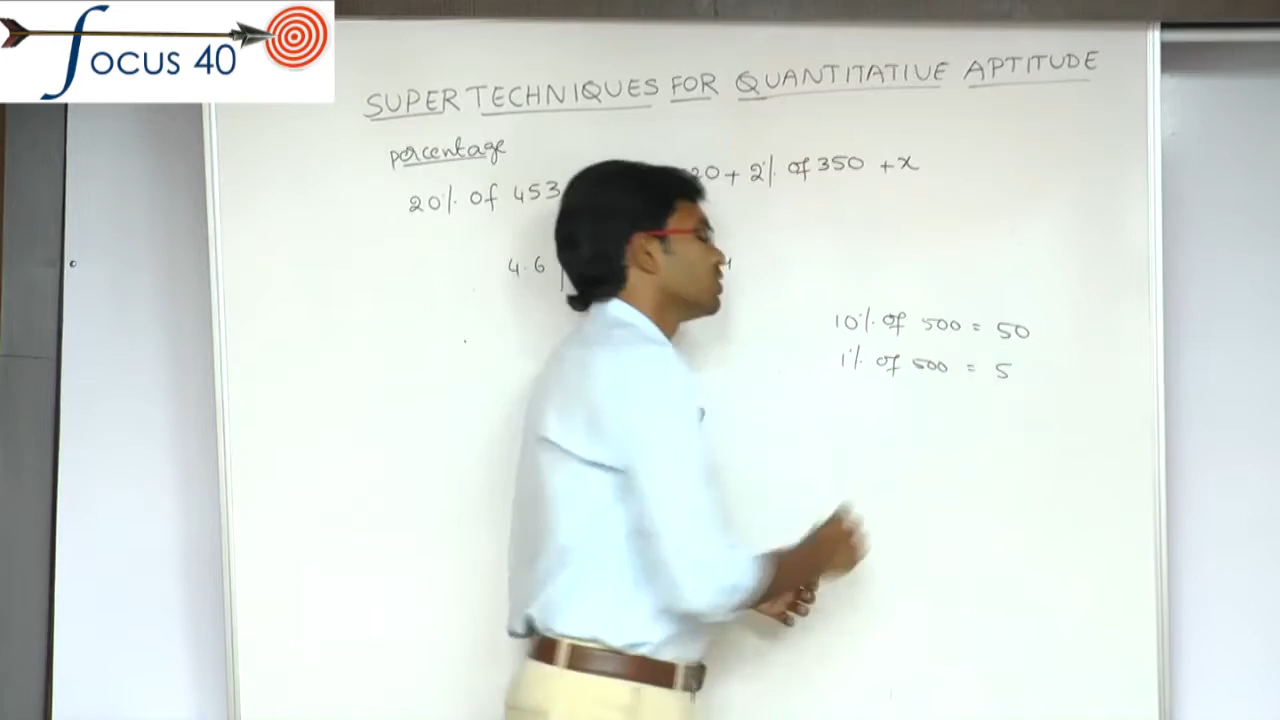 FOCUS 40
SUPER TECHNIQUES FOR QUANTITATIVE APTITUDE
percentage
20% of 453 20 + 2% of 350 + x
4.6
10% of 500 = 50
1% of 500 = 5